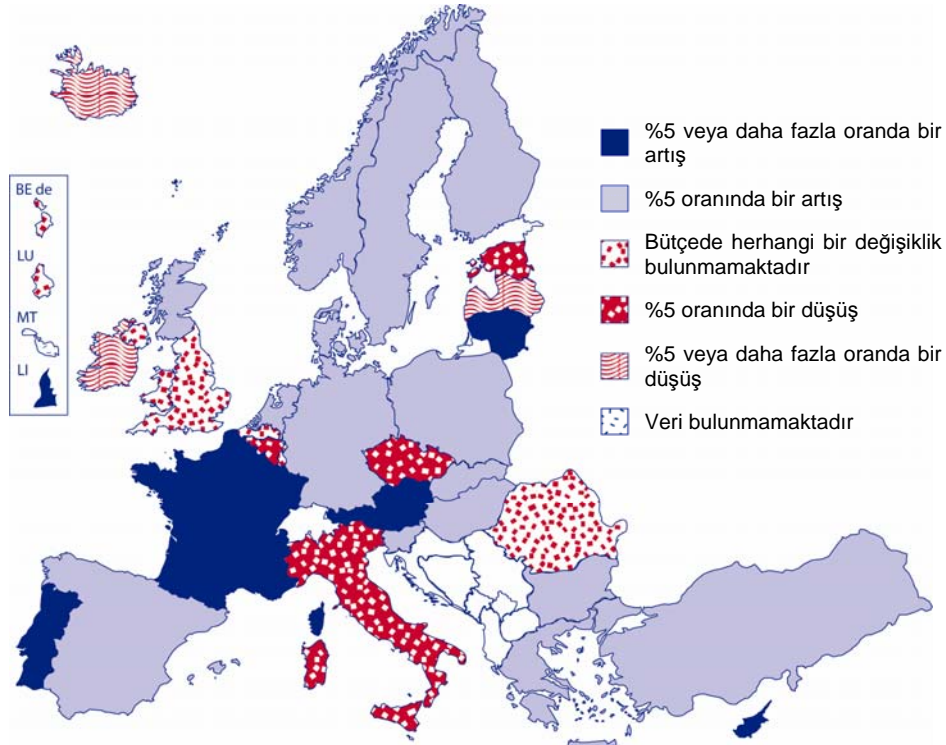 %5 veya daha fazla oranda bir
artış
%5 oranında bir artış
Bütçede herhangi bir değişiklik
bulunmamaktadır
%5 oranında bir düşüş
%5 veya daha fazla oranda bir
düşüş
Veri bulunmamaktadır
BE de
LU
MT
LI